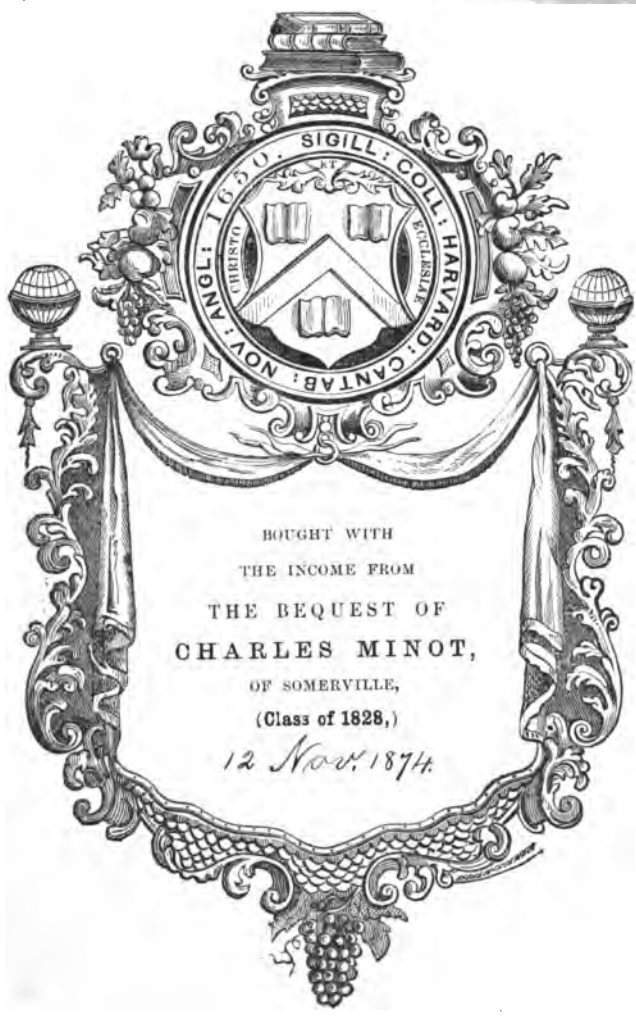 SIGILL: COLL: HARVARD: CANTAB: NOV: ANGL: 1650.
ET
CHRISTO
ECCLESIAE
BOUGHT WITH
THE INCOME FROM
THE BEQUEST OF
CHARLES MINOT,
OF SOMERVILLE,
(Class of 1828,)
12 Nov. 1874.